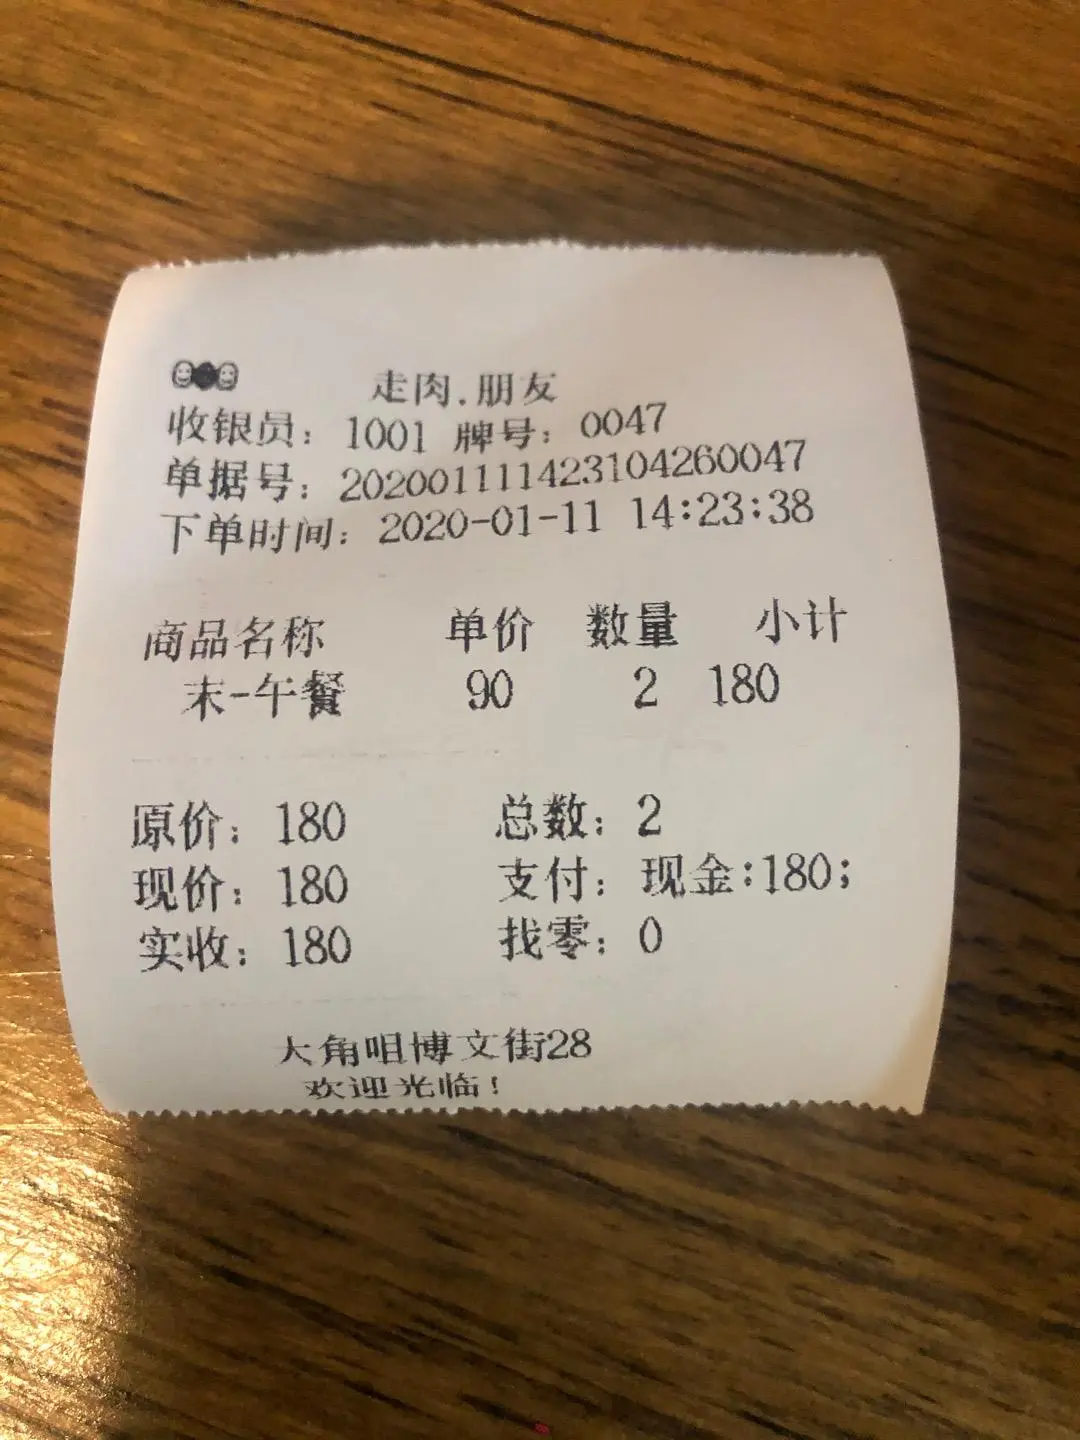 走肉.朋友
收银员：1001 牌号：0047
单据号：202001111423104260047
下单时间：2020-01-11 14:23:38
商品名称 单价 数量 小计
末-午餐 90 2 180
原价：180 总数：2
现价：180 支付：现金:180;
实收：180 找零：0
大角咀博文街28
欢迎光临！